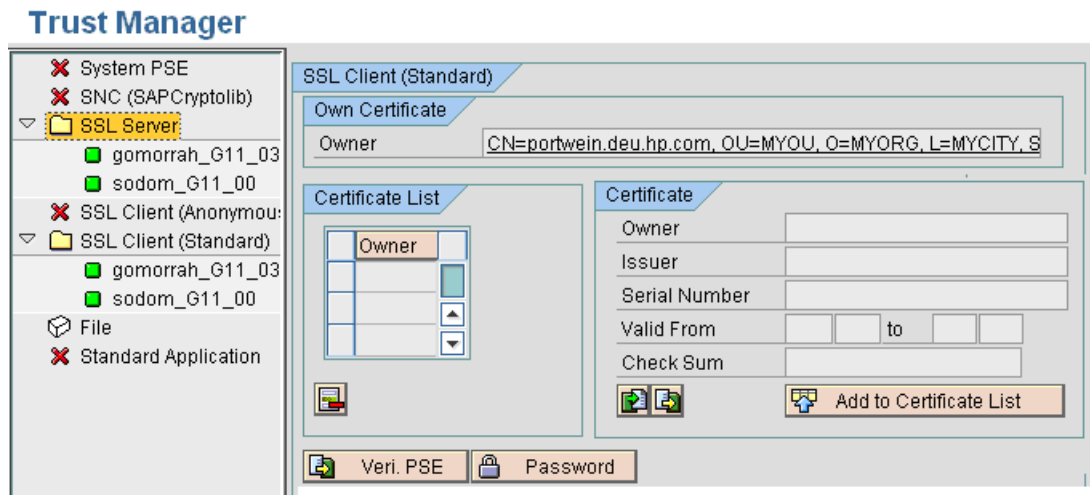 Trust Manager
System PSE
SNC (SAPCryptolib)
SSL Server
gomorrah_G11_03
sodom_G11_00
SSL Client (Anonymou
SSL Client (Standard)
gomorrah_G11_03
sodom_G11_00
File
Standard Application
SSL Client (Standard)
Own Certificate
Owner CN=portwein.deu.hp.com, OU=MYOU, O=MYORG, L=MYCITY, S
Certificate List
Owner
Certificate
Owner
Issuer
Serial Number
Valid From to
Check Sum
Add to Certificate List
Veri. PSE Password